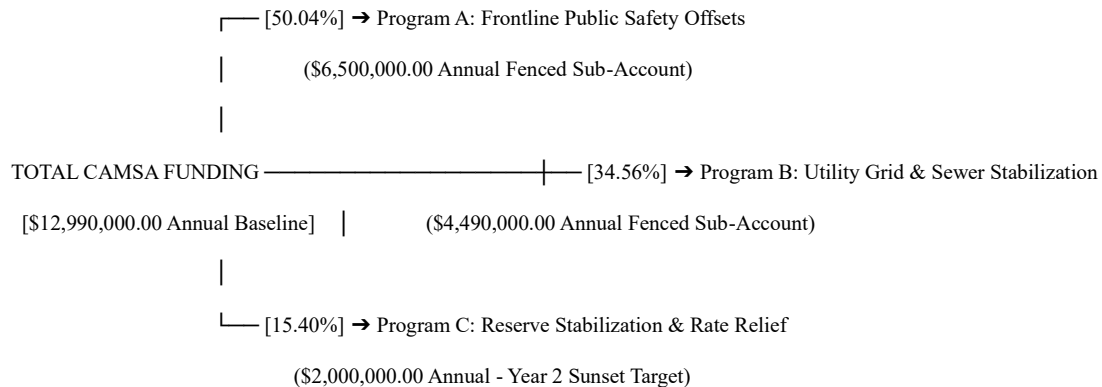 [50.04%] ➔ Program A: Frontline Public Safety Offsets
($6,500,000.00 Annual Fenced Sub-Account)
TOTAL CAMSA FUNDING [34.56%] ➔ Program B: Utility Grid & Sewer Stabilization
[$12,990,000.00 Annual Baseline] ($4,490,000.00 Annual Fenced Sub-Account)
[15.40%] ➔ Program C: Reserve Stabilization & Rate Relief
($2,000,000.00 Annual - Year 2 Sunset Target)